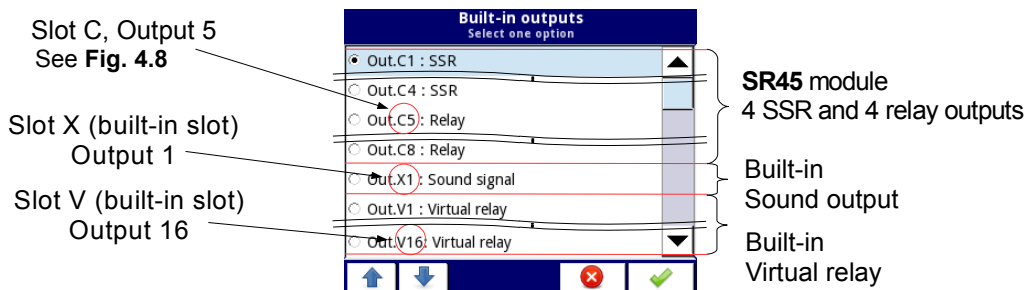 Slot C, Output 5
See Fig. 4.8
Slot X (built-in slot)
Output 1
Slot V (built-in slot)
Output 16
Built-in outputs
Select one option
Out.C1 : SSR
Out.C4 : SSR
Out.C5 : Relay
Out.C8 : Relay
Out.X1 : Sound signal
Out.V1 : Virtual relay
Out.V16: Virtual relay
SR45 module
4 SSR and 4 relay outputs
Built-in
Sound output
Built-in
Virtual relay